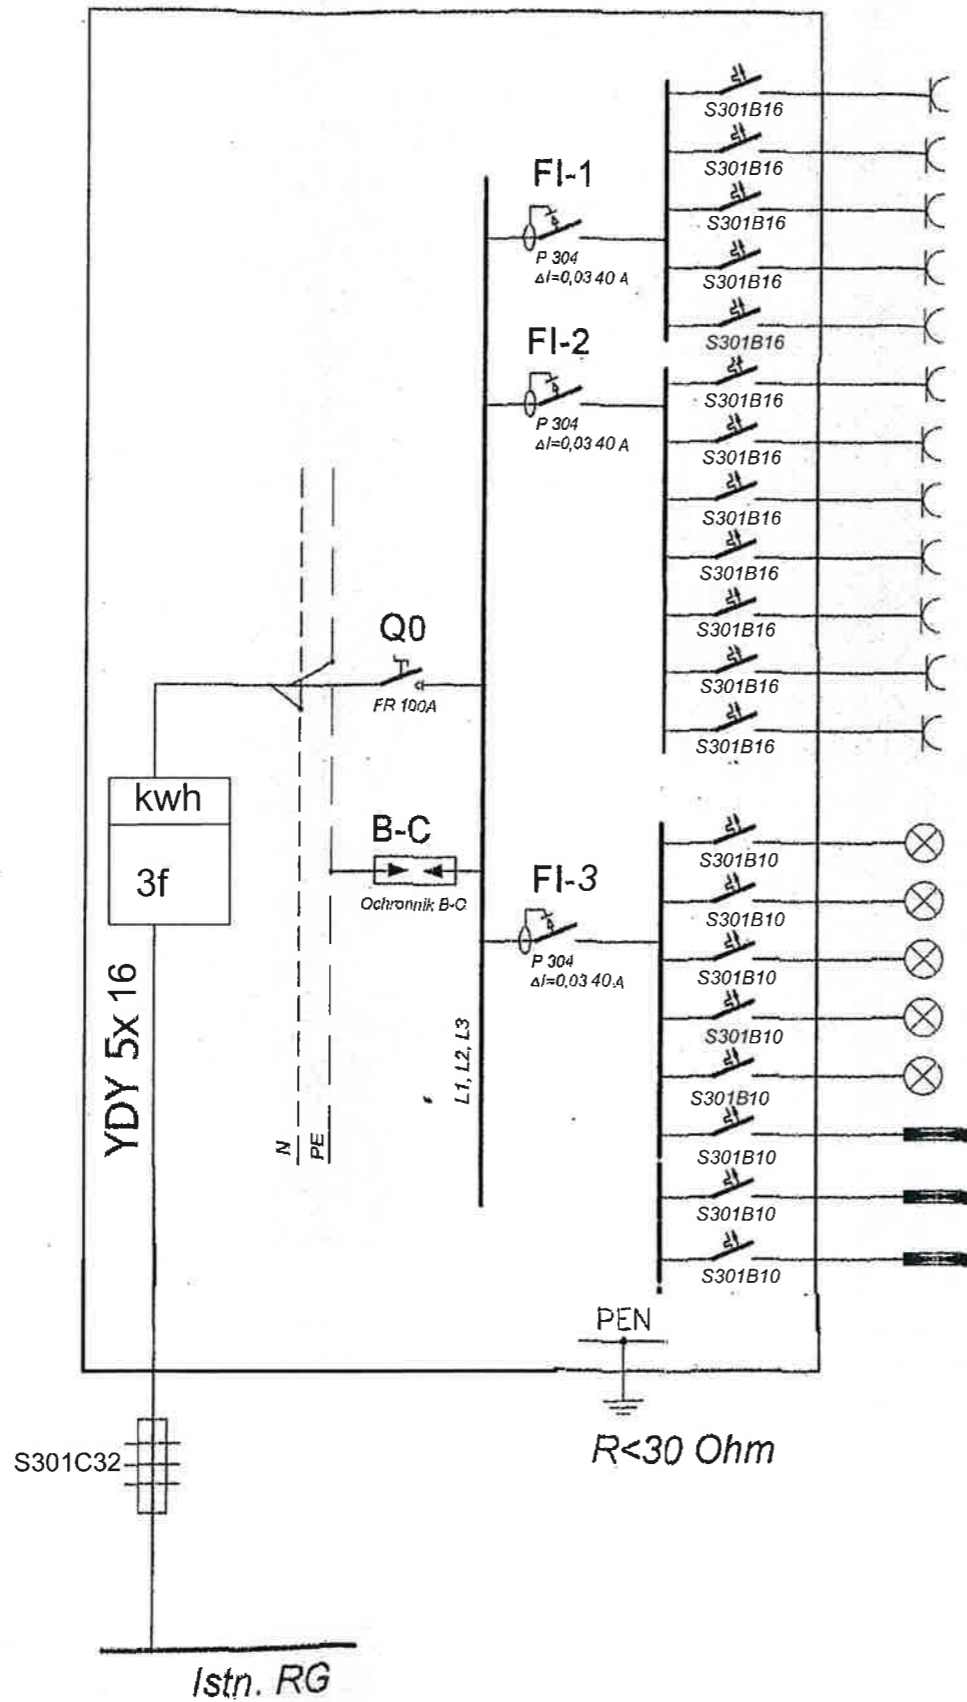 S301B16
S301B16
S301B16
S301B16
S301B16
FI-1
P 304
ΔI=0,03 40 A
FI-2
P 304
ΔI=0,03 40 A
S301B16
S301B16
S301B16
S301B16
S301B16
S301B16
S301B16
Q0
FR 100A
kwh
3f
B-C
Ochronnik B-C
FI-3
P 304
ΔI=0,03 40 A
S301B10
S301B10
S301B10
S301B10
S301B10
S301B10
S301B10
S301B10
YDY 5x 16
N
PE
L1, L2, L3
PEN
R<30 Ohm
S301C32
Istn. RG